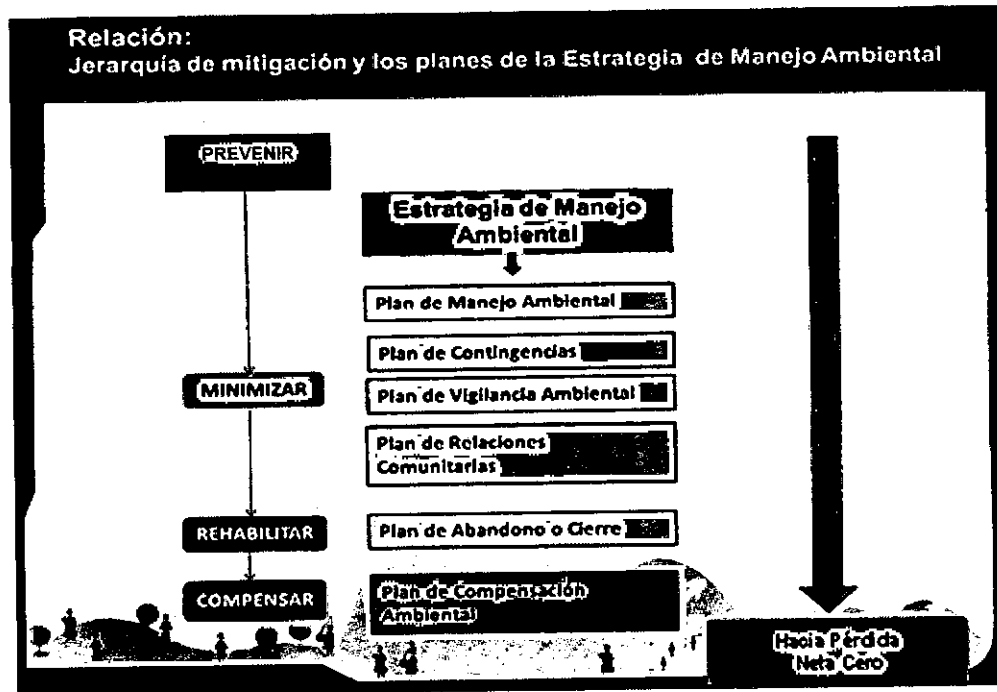 Relación:
Jerarquía de mitigación y los planes de la Estrategia de Manejo Ambiental
PREVENIR
Estrategia de Manejo
Ambiental
Plan de Manejo Ambiental
Plan de Contingencias
MINIMIZAR
Plan de Vigilancia Ambiental
Plan de Relaciones
Comunitarias
REHABILITAR
Plan de Abandono o Cierre
COMPENSAR
Plan de Compensación
Ambiental
Hacia Pérdida
Neta Cero